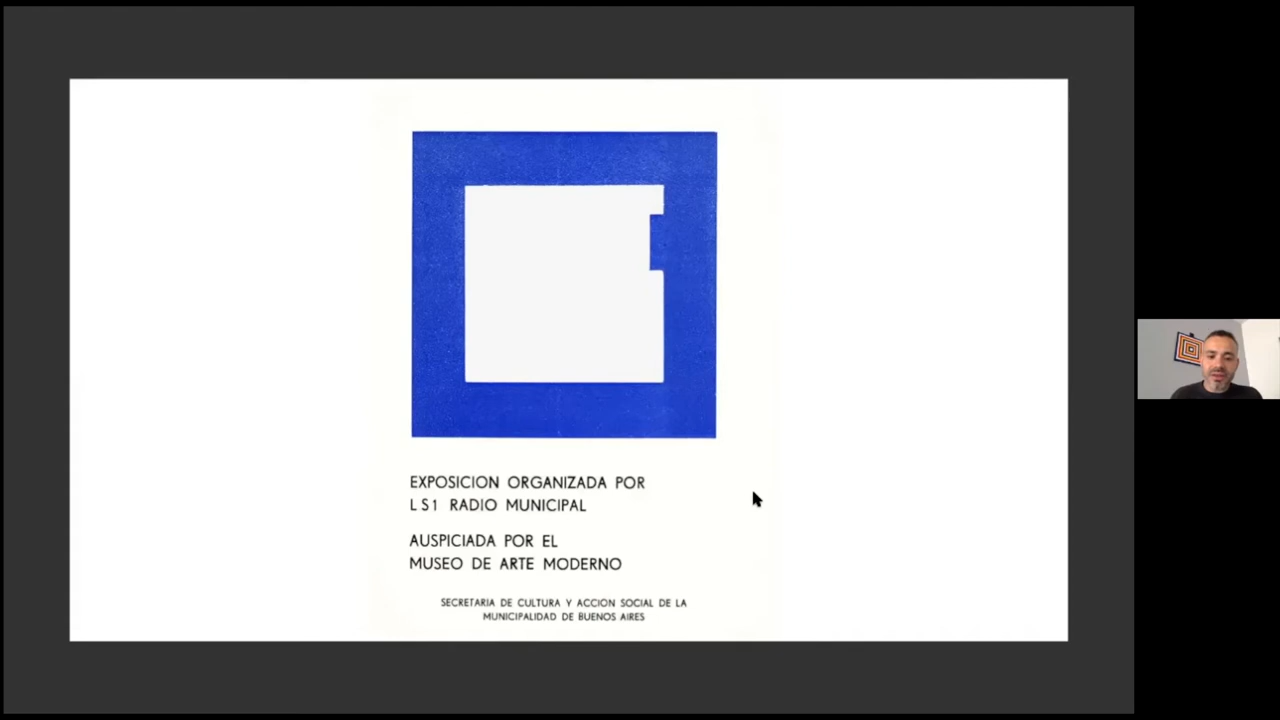 EXPOSICION ORGANIZADA POR
LS1 RADIO MUNICIPAL
AUSPICIADA POR EL
MUSEO DE ARTE MODERNO
SECRETARIA DE CULTURA Y ACCION SOCIAL DE LA
MUNICIPALIDAD DE BUENOS AIRES